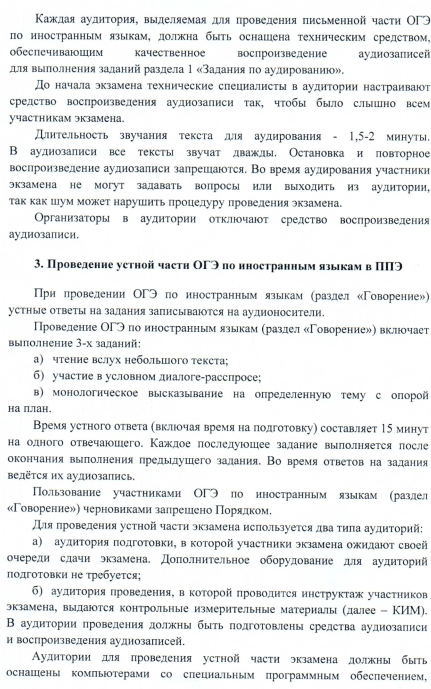 Каждая аудитория, выделяемая для проведения письменной части ОГЭ
по иностранным языкам, должна быть оснащена техническим средством,
обеспечивающим качественное воспроизведение аудиозаписей
для выполнения заданий раздела 1 «Задания по аудированию».
До начала экзамена технические специалисты в аудитории настраивают
средство воспроизведения аудиозаписи так, чтобы было слышно всем
участникам экзамена.
Длительность звучания текста для аудирования - 1,5-2 минуты.
В аудиозаписи все тексты звучат дважды. Остановка и повторное
воспроизведение аудиозаписи запрещаются. Во время аудирования участники
экзамена не могут задавать вопросы или выходить из аудитории,
так как шум может нарушить процедуру проведения экзамена.
Организаторы в аудитории отключают средство воспроизведения
аудиозаписи.
3. Проведение устной части ОГЭ по иностранным языкам в ППЭ
При проведении ОГЭ по иностранным языкам (раздел «Говорение»)
устные ответы на задания записываются на аудионосители.
Проведение ОГЭ по иностранным языкам (раздел «Говорение») включает
выполнение 3-х заданий:
а) чтение вслух небольшого текста;
б) участие в условном диалоге-расспросе;
в) монологическое высказывание на определенную тему с опорой
на план.
Время устного ответа (включая время на подготовку) составляет 15 минут
на одного отвечающего. Каждое последующее задание выполняется после
окончания выполнения предыдущего задания. Во время ответов на задания
ведётся их аудиозапись.
Пользование участниками ОГЭ по иностранным языкам (раздел
«Говорение») черновиками запрещено Порядком.
Для проведения устной части экзамена используется два типа аудиторий:
а) аудитория подготовки, в которой участники экзамена ожидают своей
очереди сдачи экзамена. Дополнительное оборудование для аудиторий
подготовки не требуется;
б) аудитория проведения, в которой проводится инструктаж участников
экзамена, выдаются контрольные измерительные материалы (далее – КИМ).
В аудитории проведения должны быть подготовлены средства аудиозаписи
и воспроизведения аудиозаписей.
Аудитории для проведения устной части экзамена должны быть
оснащены компьютерами со специальным программным обеспечением,